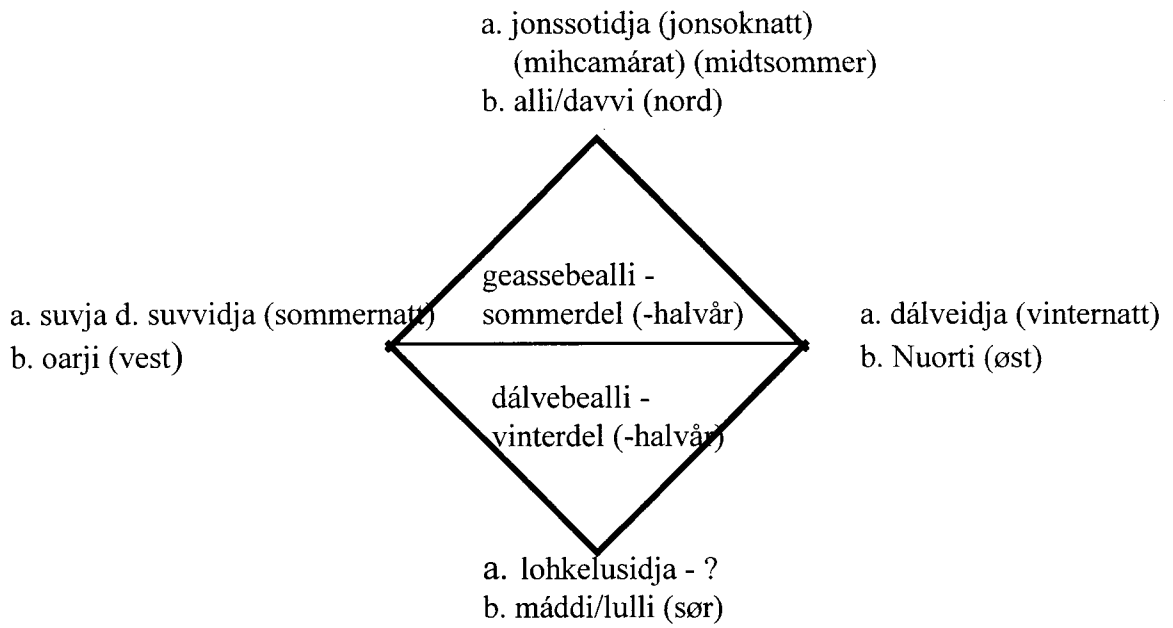 a. jonssotidja (jonsoknatt)
(mihcamárat) (midtsommer)
b. alli/davvi (nord)
geassebealli -
sommerdel (-halvår)
a. suvja d. suvvidja (sommernatt)
b. oarji (vest)
a. dálveidja (vinternatt)
b. Nuorti (øst)
dálvebealli -
vinterdel (-halvår)
a. lohkelusidja - ?
b. máddi/lulli (sør)